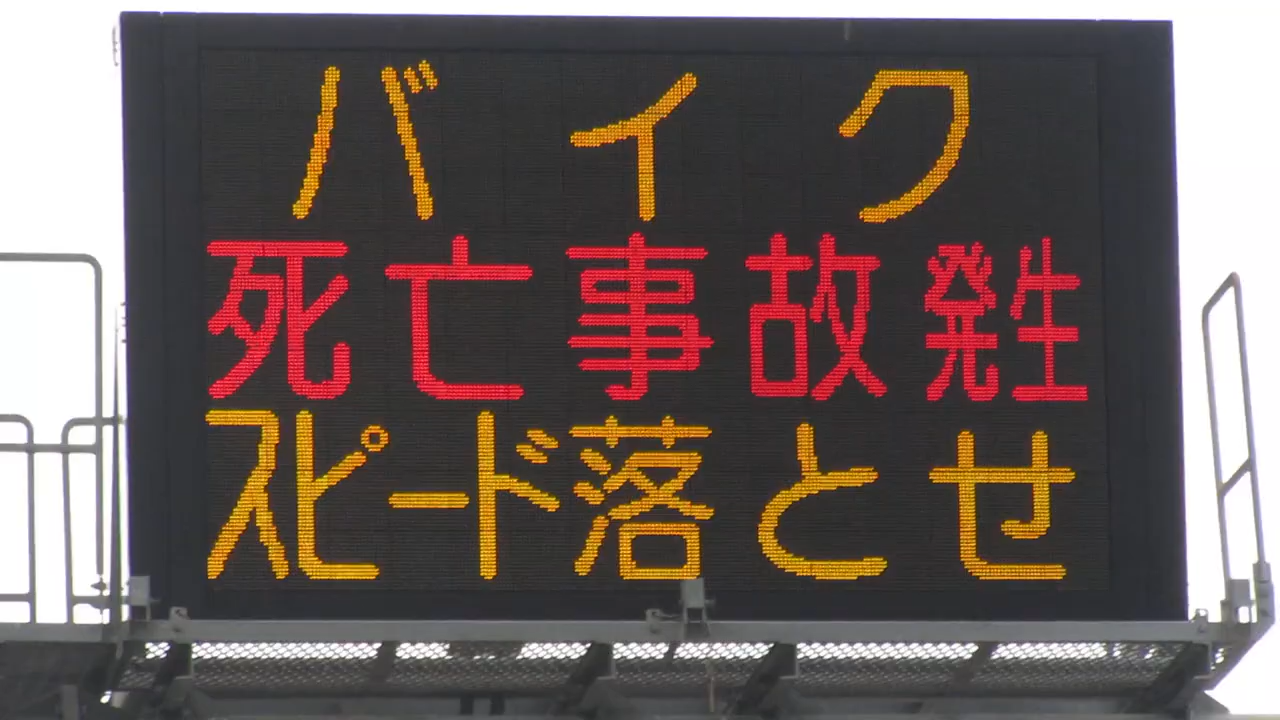 バイク
死亡事故発生
スピード落とせ